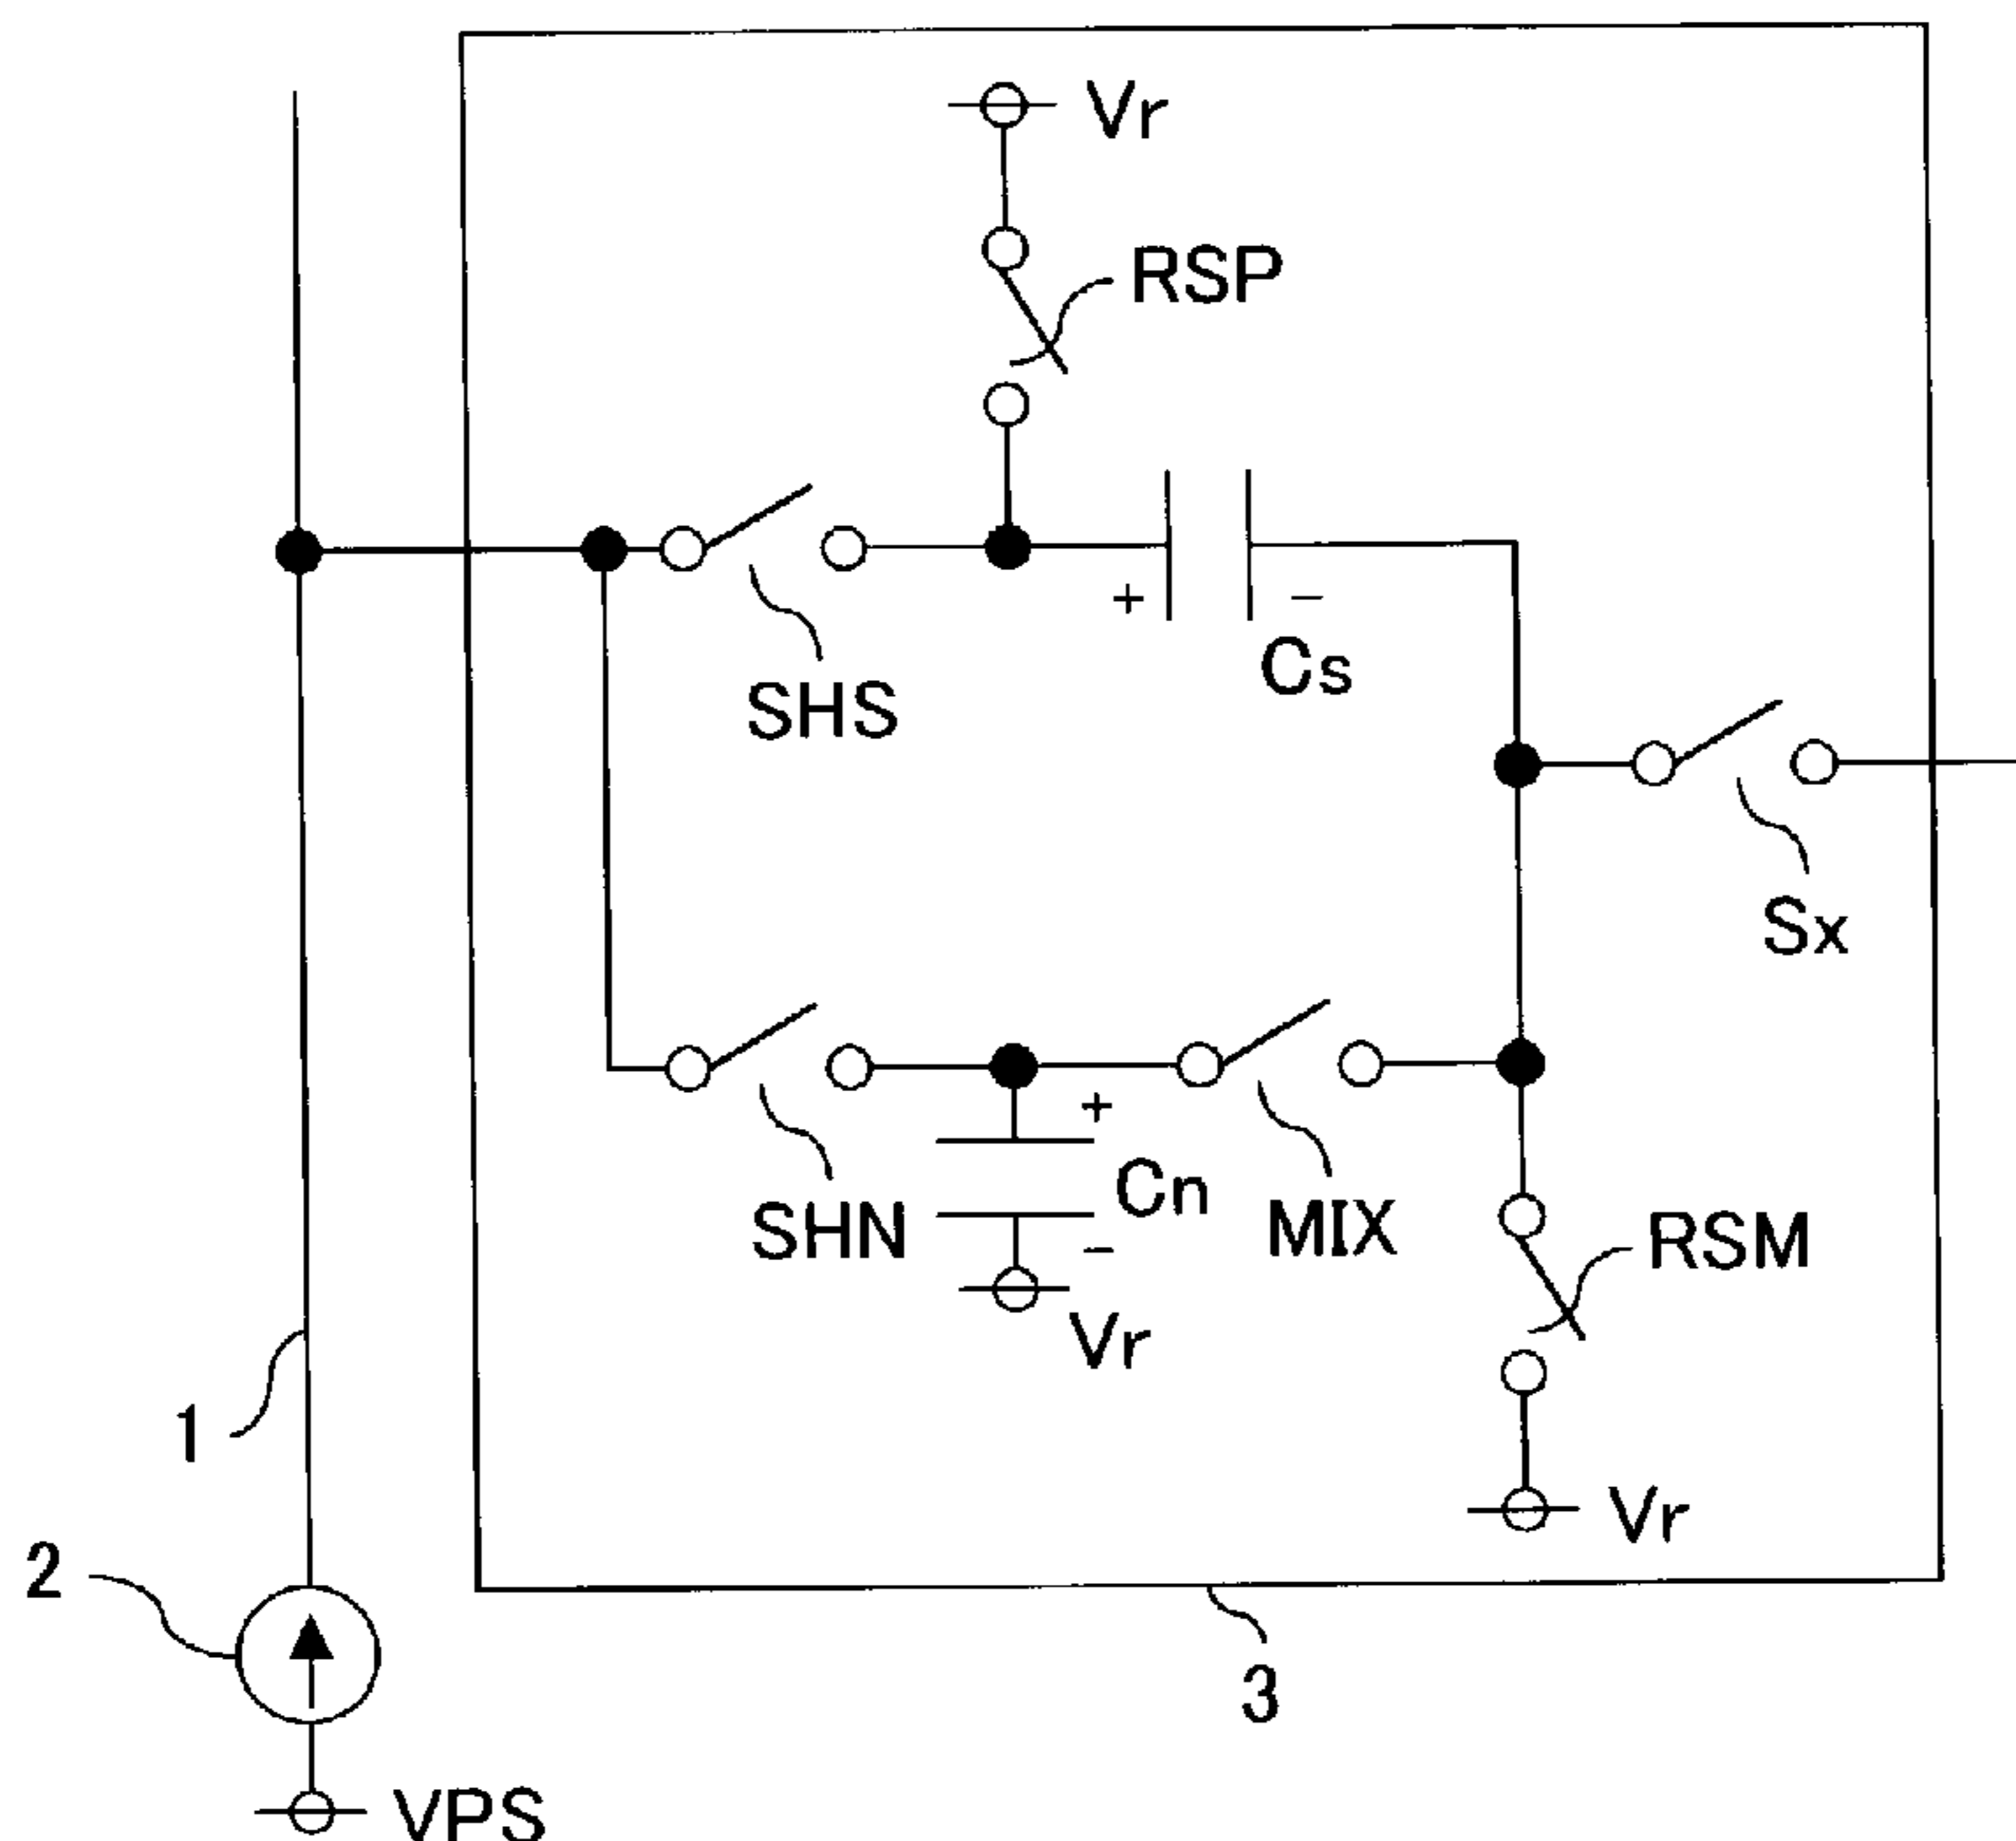 Vr
RSP
+
−
Cs
SHS
Sx
+
Cn
−
SHN
MIX
Vr
RSM
1
Vr
2
3
VPS